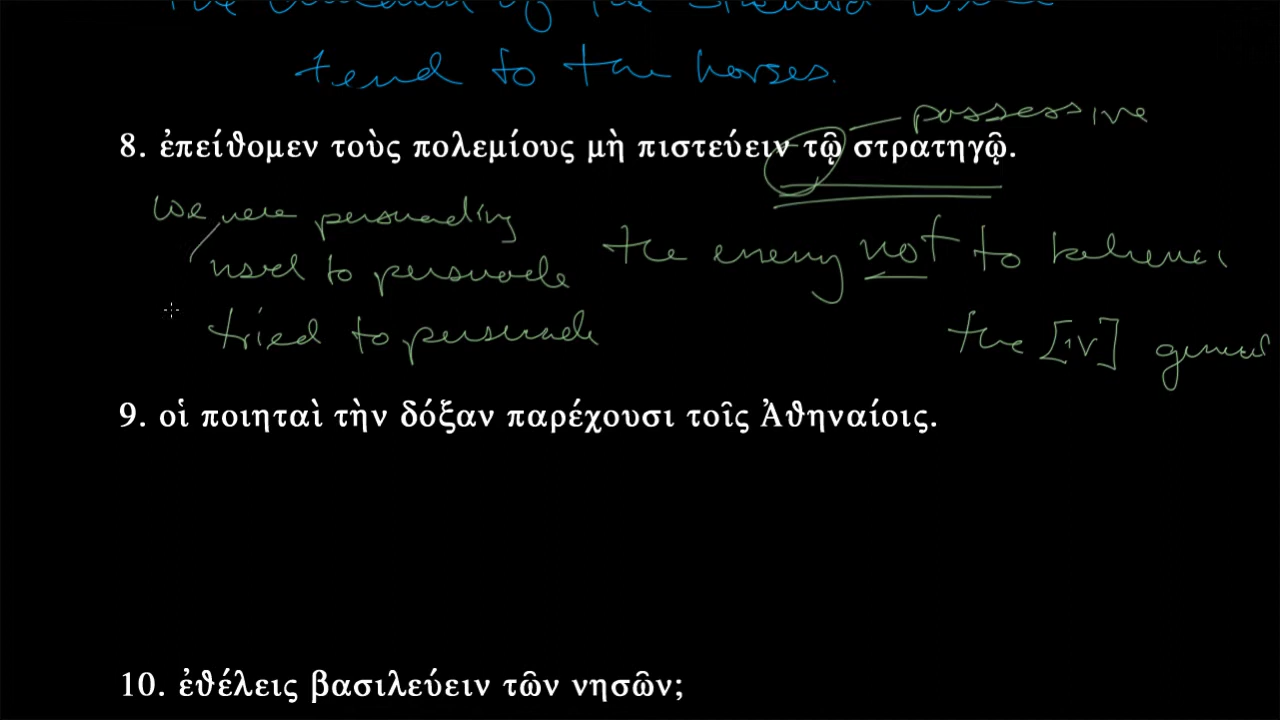 tend to the horses.
possessive
8. ἐπείθομεν τοὺς πολεμίους μὴ πιστεύειν τῷ στρατηγῷ.
We were persuading
used to persuade the enemy not to
tried to persuade the [ιν] general
9. οἱ ποιηταὶ τὴν δόξαν παρέχουσι τοῖς Ἀθηναίοις.
10. ἐθέλεις βασιλεύειν τῶν νησῶν;